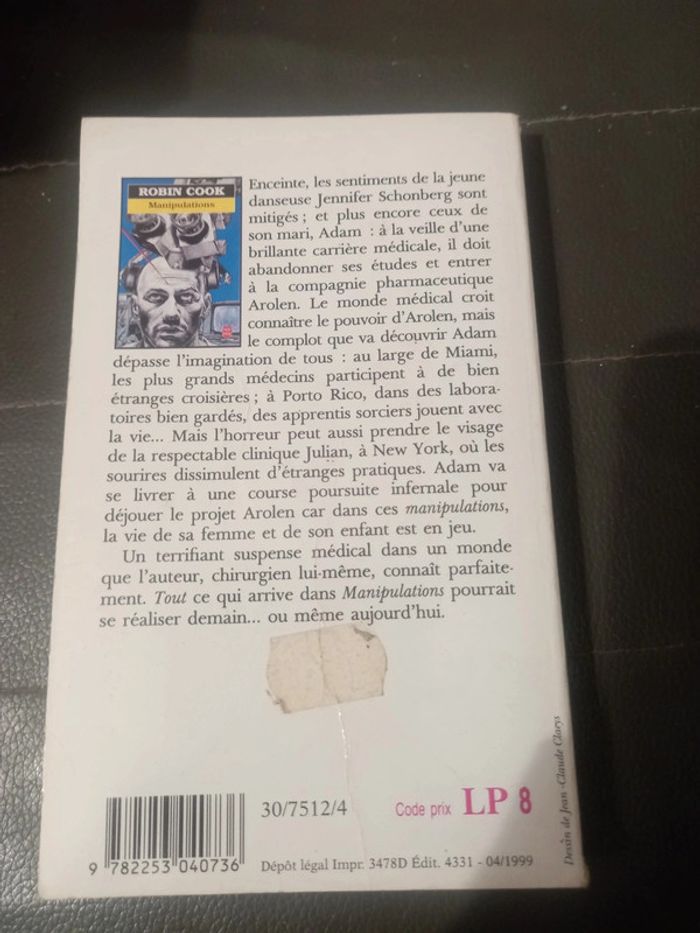 ROBIN COOK
Manipulations
Enceinte, les sentiments de la jeune
danseuse Jennifer Schonberg sont
mitigés ; et plus encore ceux de
son mari, Adam : à la veille d'une
brillante carrière médicale, il doit
abandonner ses études et entrer
à la compagnie pharmaceutique
Arolen. Le monde médical croit
connaître le pouvoir d'Arolen, mais
le complot que va découvrir Adam
dépasse l'imagination de tous : au large de Miami,
les plus grands médecins participent à de bien
étranges croisières ; à Porto Rico, dans des labora-
toires bien gardés, des apprentis sorciers jouent avec
la vie... Mais l'horreur peut aussi prendre le visage
de la respectable clinique Julian, à New York, où les
sourires dissimulent d'étranges pratiques. Adam va
se livrer à une course poursuite infernale pour
déjouer le projet Arolen car dans ces manipulations,
la vie de sa femme et de son enfant est en jeu.
Un terrifiant suspense médical dans un monde
que l'auteur, chirurgien lui-même, connaît parfaite-
ment. Tout ce qui arrive dans Manipulations pourrait
se réaliser demain... ou même aujourd'hui.
30/7512/4
Code prix LP 8
9 782253 040736
Dépôt légal Impr. 3478D Édit. 4331 - 04/1999
Dessin de Jean-Claude Clarys